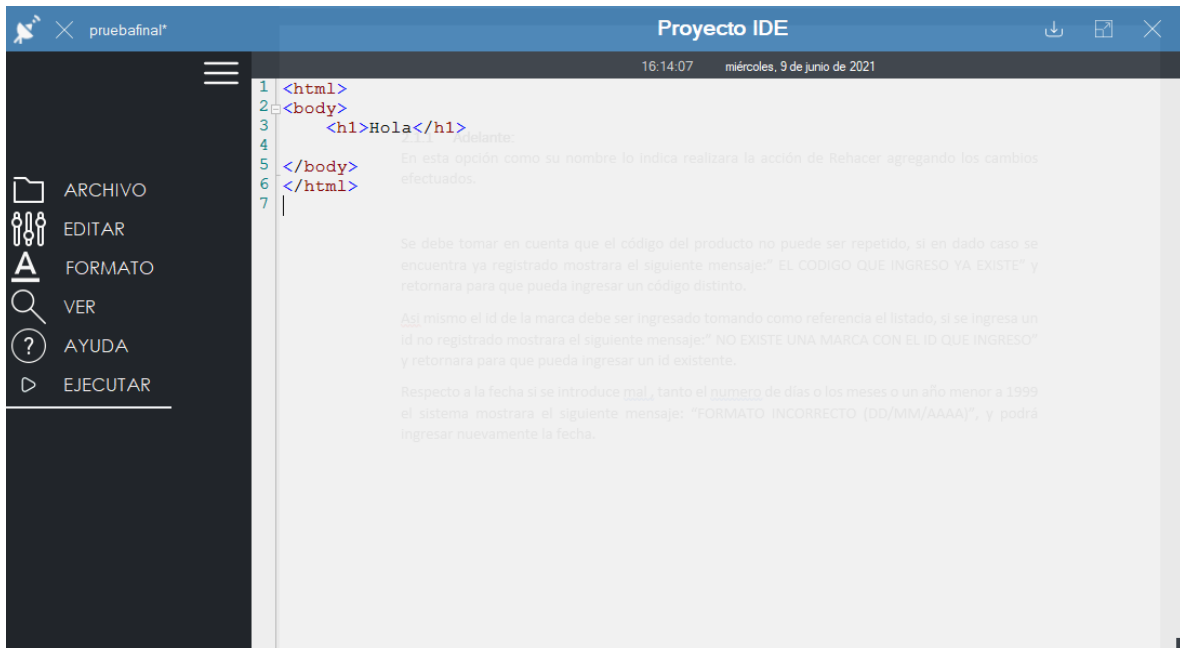 pruebafinal*
Proyecto IDE
16:14:07 miércoles, 9 de junio de 2021
ARCHIVO
EDITAR
FORMATO
VER
AYUDA
EJECUTAR
1 <html>
2 <body>
3 <h1>Hola</h1>
4
5 </body>
6 </html>
7
2.1.1 Adelante:
En esta opción como su nombre lo indica realizara la acción de Rehacer agregando los cambios
efectuados.
Se debe tomar en cuenta que el código del producto no puede ser repetido, si en dado caso se
encuentra ya registrado mostrara el siguiente mensaje:" EL CODIGO QUE INGRESO YA EXISTE" y
retornara para que pueda ingresar un código distinto.
Asi mismo el id de la marca debe ser ingresado tomando como referencia el listado, si se ingresa un
id no registrado mostrara el siguiente mensaje:" NO EXISTE UNA MARCA CON EL ID QUE INGRESO"
y retornara para que pueda ingresar un id existente.
Respecto a la fecha si se introduce mal , tanto el numero de días o los meses o un año menor a 1999
el sistema mostrara el siguiente mensaje: "FORMATO INCORRECTO (DD/MM/AAAA)", y podrá
ingresar nuevamente la fecha.